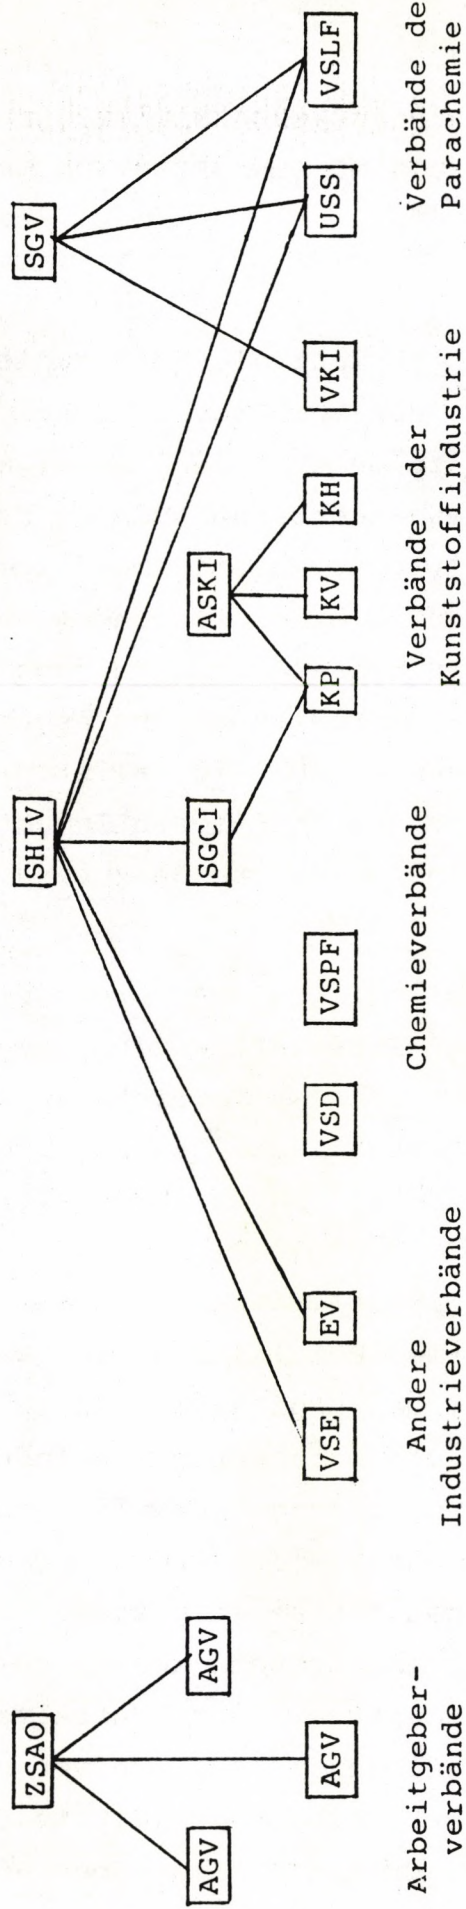 ZSAO
SHIV
SGV
AGV
AGV
SGCI
ASKI
AGV
VSE
EV
VSD
VSPF
KP
KV
KH
VKI
USS
VSLF
Arbeitgeber-
verbände
Andere
Industrieverbände
Chemieverbände
Verbände der
Kunststoffindustrie
Verbände de
Parachemie